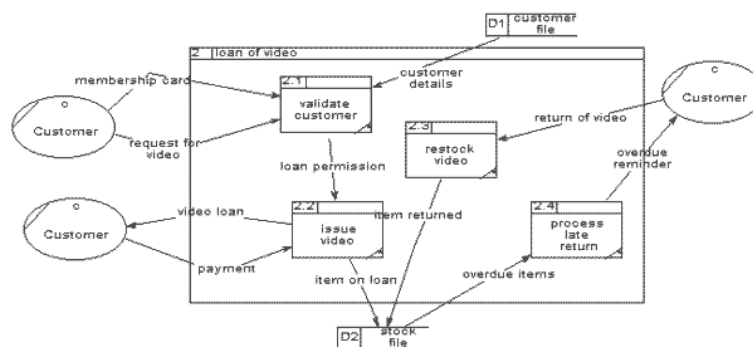 D1
customer
file
2
loan of video
c
Customer
membership card
request for
video
2.1
validate
customer
customer
details
2.3
restock
video
return of video
c
Customer
loan permission
overdue
reminder
c
Customer
video loan
payment
2.2
issue
video
item returned
2.4
process
late
return
item on loan
overdue items
D2
stock
file